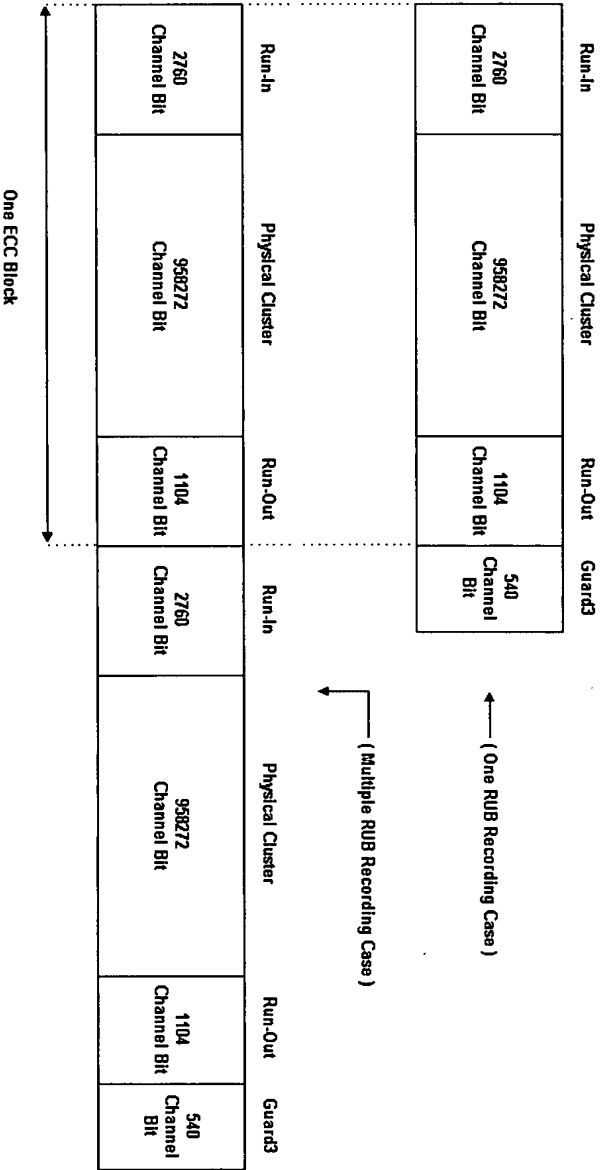 Run-In
Physical Cluster
Run-Out
Guard3
2760
Channel Bit
958272
Channel Bit
1104
Channel Bit
540
Channel
Bit
( One RUB Recording Case )
( Multiple RUB Recording Case )
Run-In
Physical Cluster
Run-Out
Run-In
Physical Cluster
Run-Out
Guard3
2760
Channel Bit
958272
Channel Bit
1104
Channel Bit
2760
Channel Bit
958272
Channel Bit
1104
Channel Bit
540
Channel
Bit
One ECC Block